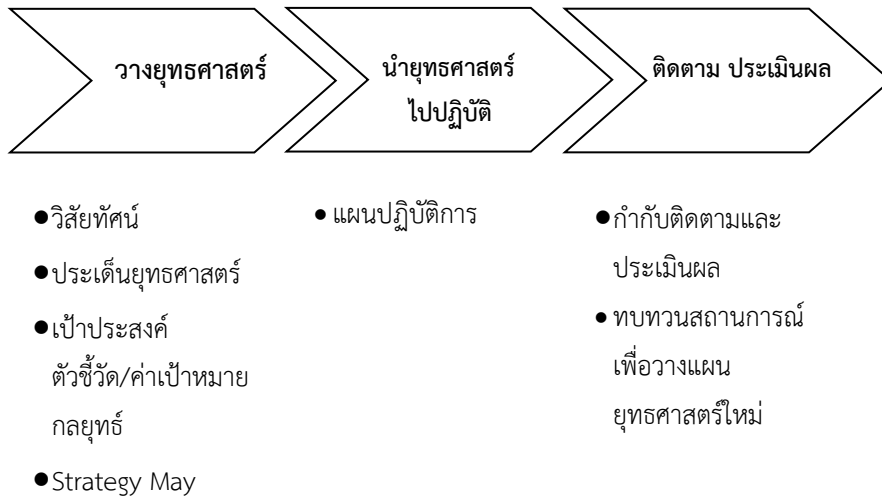 วางยุทธศาสตร์
นำยุทธศาสตร์
ไปปฏิบัติ
ติดตาม ประเมินผล
●วิสัยทัศน์
●ประเด็นยุทธศาสตร์
●เป้าประสงค์
ตัวชี้วัด/ค่าเป้าหมาย
กลยุทธ์
●Strategy May
● แผนปฏิบัติการ
●กำกับติดตามและ
ประเมินผล
● ทบทวนสถานการณ์
เพื่อวางแผน
ยุทธศาสตร์ใหม่